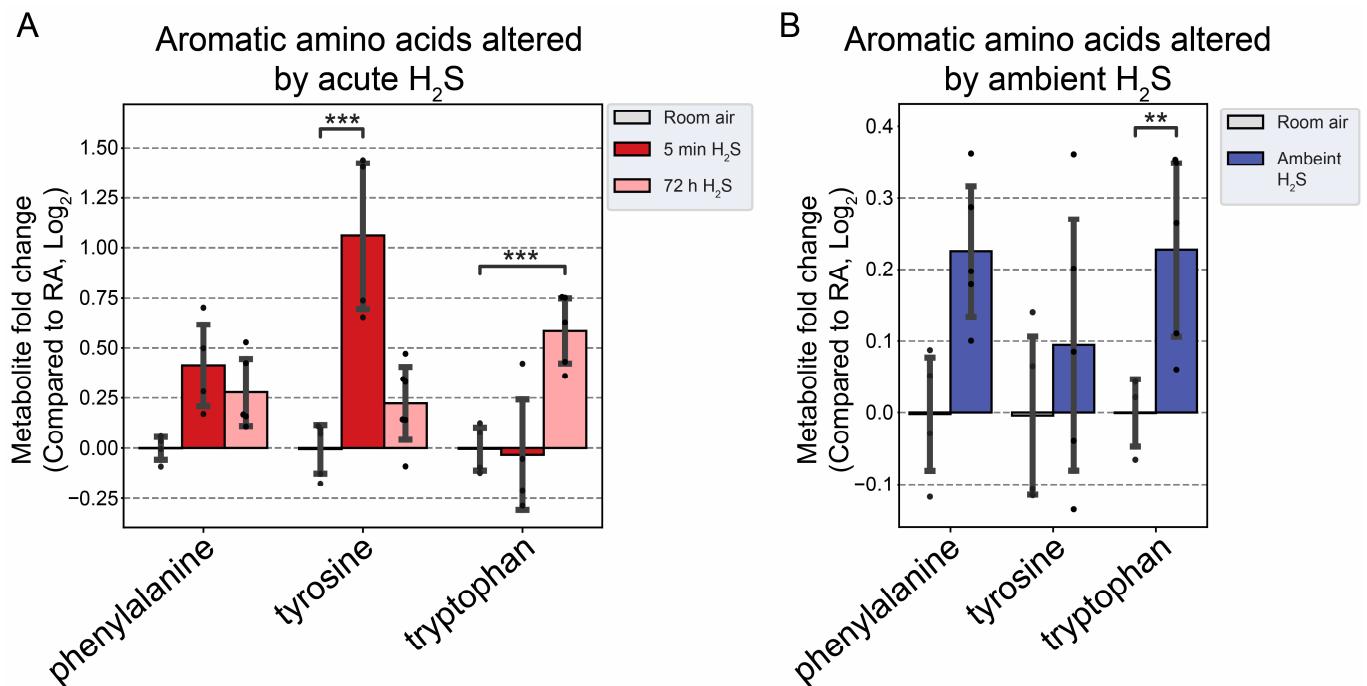 A
Aromatic amino acids altered
by acute H₂S
Metabolite fold change
(Compared to RA, Log₂)
1.50
1.25
1.00
0.75
0.50
0.25
0.00
−0.25
***
***
phenylalanine
tyrosine
tryptophan
Room air
5 min H₂S
72 h H₂S
B
Aromatic amino acids altered
by ambient H₂S
Metabolite fold change
(Compared to RA, Log₂)
0.4
0.3
0.2
0.1
0.0
−0.1
**
phenylalanine
tyrosine
tryptophan
Room air
Ambeint
H₂S